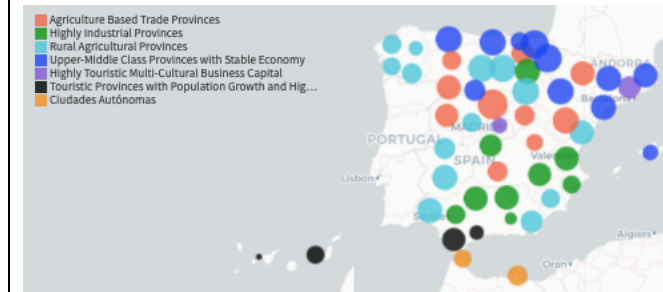 Agriculture Based Trade Provinces
Highly Industrial Provinces
Rural Agricultural Provinces
Upper-Middle Class Provinces with Stable Economy
Highly Touristic Multi-Cultural Business Capital
Touristic Provinces with Population Growth and Hig...
Ciudades Autónomas
ANDORRA
Barcelona
MADRID
PORTUGAL
SPAIN
Valencia
Lisbon
Algiers
Oran